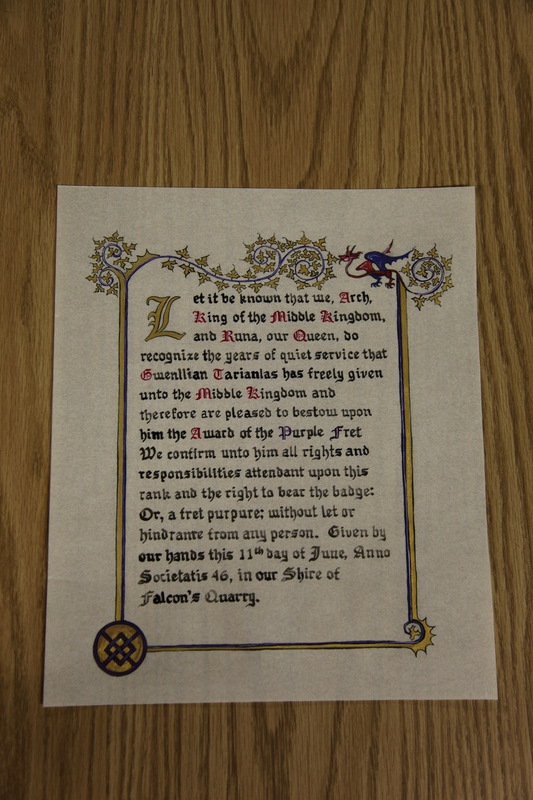 Let it be known that we, Arch,
King of the Middle Kingdom,
and Runa, our Queen, do
recognize the years of quiet service that
Gwenllian Tarianlas has freely given
unto the Middle Kingdom and
therefore are pleased to bestow upon
him the Award of the Purple Fret
We confirm unto him all rights and
responsibilities attendant upon this
rank and the right to bear the badge:
Or, a fret purpure; without let or
hindrance from any person. Given by
our hands this 11th day of June, Anno
Societatis 46, in our Shire of
Falcon's Quarry.